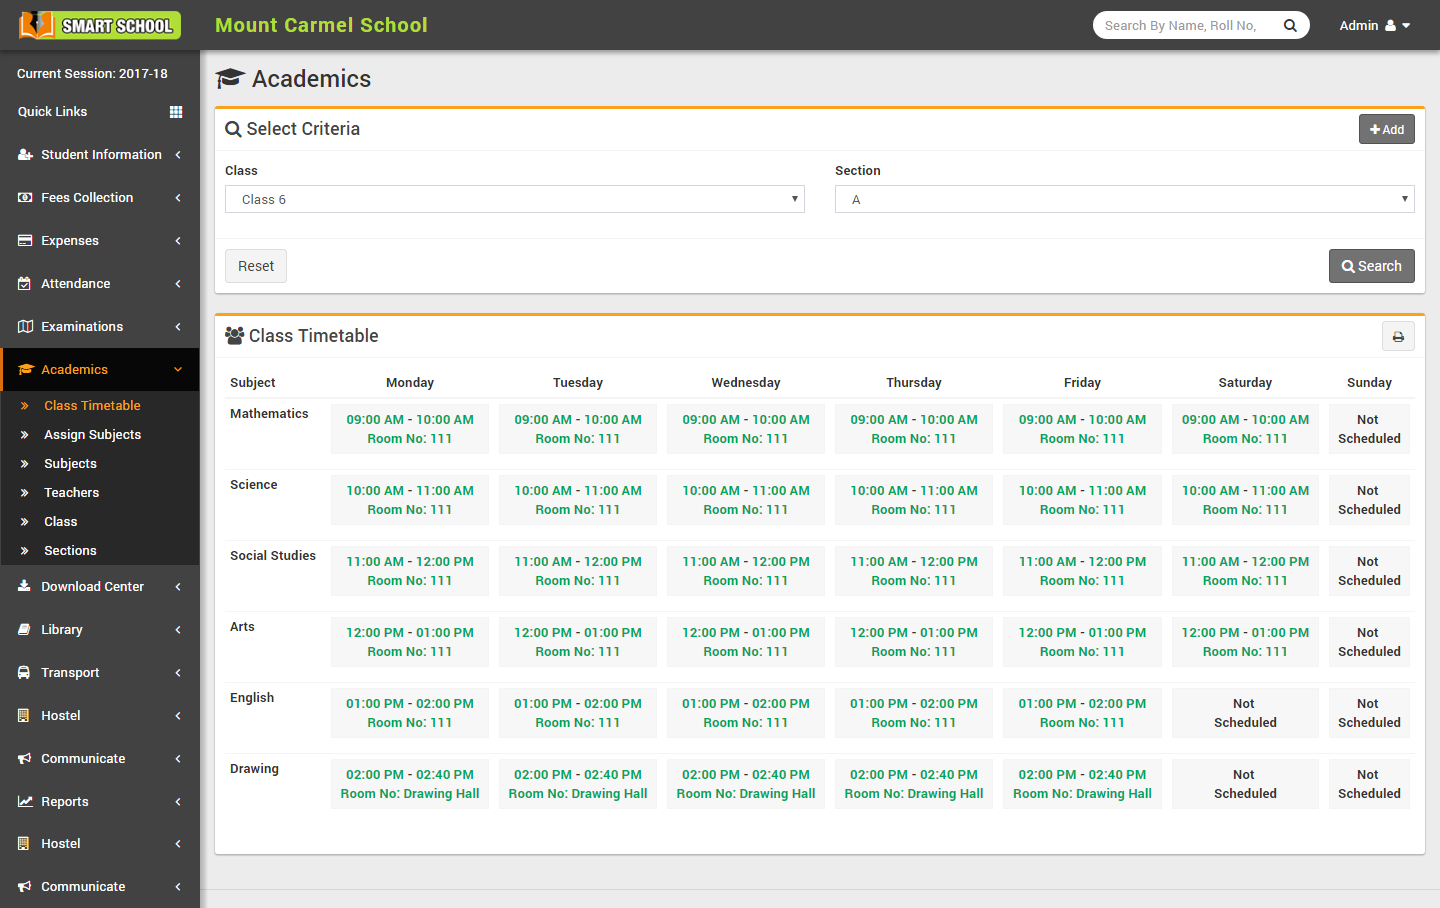 SMART SCHOOL
Mount Carmel School
Search By Name, Roll No,
Admin
Current Session: 2017-18
Quick Links
Student Information
Fees Collection
Expenses
Attendance
Examinations
Academics
Class Timetable
Assign Subjects
Subjects
Teachers
Class
Sections
Download Center
Library
Transport
Hostel
Communicate
Reports
Hostel
Communicate
Academics
Select Criteria
Add
Class
Section
Class 6
A
Reset
Search
Class Timetable
Subject Monday Tuesday Wednesday Thursday Friday Saturday Sunday
Mathematics
09:00 AM - 10:00 AM 09:00 AM - 10:00 AM 09:00 AM - 10:00 AM 09:00 AM - 10:00 AM 09:00 AM - 10:00 AM 09:00 AM - 10:00 AM Not
Room No: 111 Room No: 111 Room No: 111 Room No: 111 Room No: 111 Room No: 111 Scheduled
Science
10:00 AM - 11:00 AM 10:00 AM - 11:00 AM 10:00 AM - 11:00 AM 10:00 AM - 11:00 AM 10:00 AM - 11:00 AM 10:00 AM - 11:00 AM Not
Room No: 111 Room No: 111 Room No: 111 Room No: 111 Room No: 111 Room No: 111 Scheduled
Social Studies
11:00 AM - 12:00 PM 11:00 AM - 12:00 PM 11:00 AM - 12:00 PM 11:00 AM - 12:00 PM 11:00 AM - 12:00 PM 11:00 AM - 12:00 PM Not
Room No: 111 Room No: 111 Room No: 111 Room No: 111 Room No: 111 Room No: 111 Scheduled
Arts
12:00 PM - 01:00 PM 12:00 PM - 01:00 PM 12:00 PM - 01:00 PM 12:00 PM - 01:00 PM 12:00 PM - 01:00 PM 12:00 PM - 01:00 PM Not
Room No: 111 Room No: 111 Room No: 111 Room No: 111 Room No: 111 Room No: 111 Scheduled
English
01:00 PM - 02:00 PM 01:00 PM - 02:00 PM 01:00 PM - 02:00 PM 01:00 PM - 02:00 PM 01:00 PM - 02:00 PM Not Not
Room No: 111 Room No: 111 Room No: 111 Room No: 111 Room No: 111 Scheduled Scheduled
Drawing
02:00 PM - 02:40 PM 02:00 PM - 02:40 PM 02:00 PM - 02:40 PM 02:00 PM - 02:40 PM 02:00 PM - 02:40 PM Not Not
Room No: Drawing Hall Room No: Drawing Hall Room No: Drawing Hall Room No: Drawing Hall Room No: Drawing Hall Scheduled Scheduled